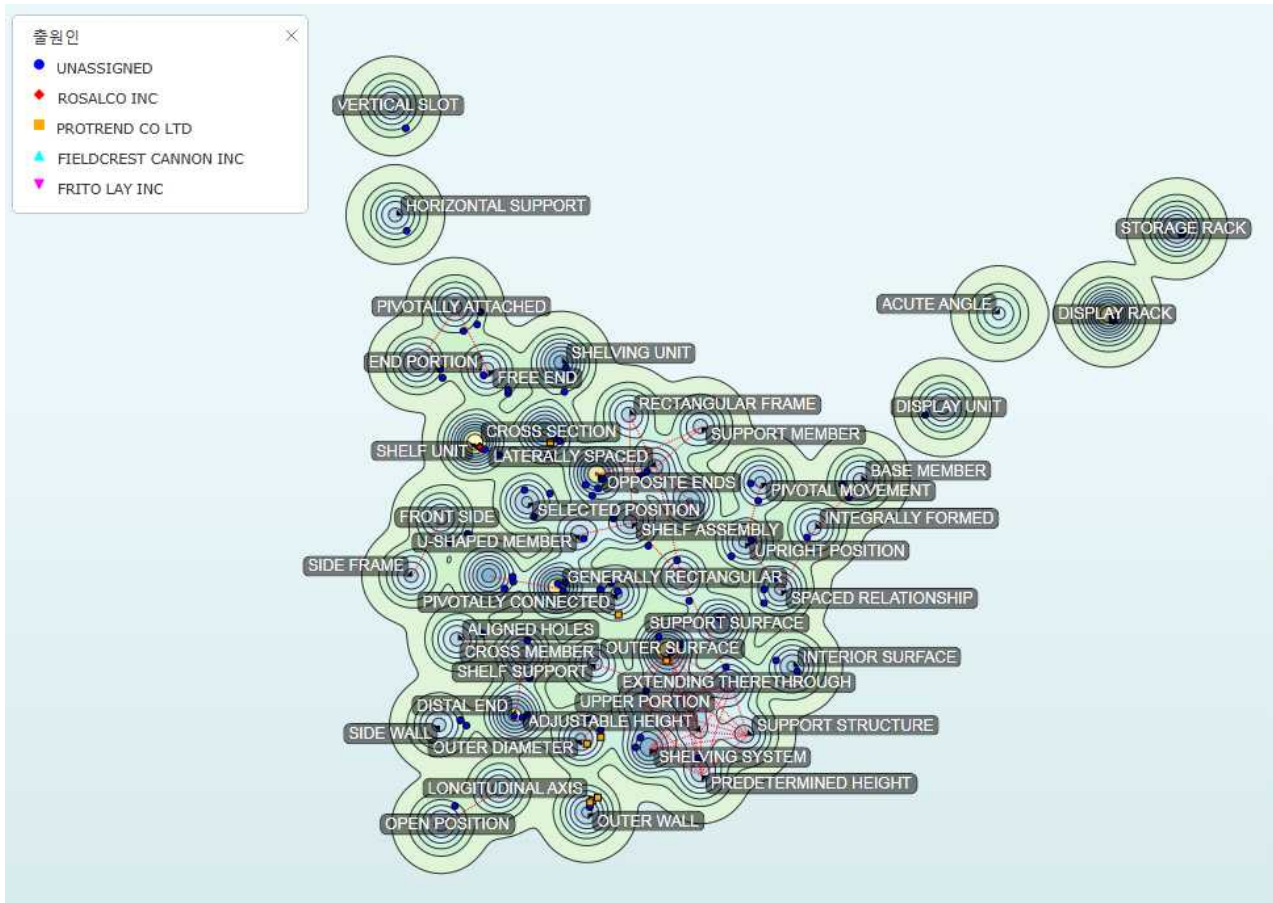 출원인
UNASSIGNED
ROSALCO INC
PROTREND CO LTD
FIELDCREST CANNON INC
FRITO LAY INC
VERTICAL SLOT
HORIZONTAL SUPPORT
STORAGE RACK
ACUTE ANGLE
DISPLAY RACK
PIVOTALLY ATTACHED
SHELVING UNIT
END PORTION
FREE END
RECTANGULAR FRAME
DISPLAY UNIT
CROSS SECTION
SUPPORT MEMBER
SHELF UNIT
LATERALLY SPACED
BASE MEMBER
OPPOSITE ENDS
PIVOTAL MOVEMENT
SELECTED POSITION
FRONT SIDE
INTEGRALLY FORMED
SHELF ASSEMBLY
U-SHAPED MEMBER
UPRIGHT POSITION
SIDE FRAME
GENERALLY RECTANGULAR
SPACED RELATIONSHIP
PIVOTALLY CONNECTED
SUPPORT SURFACE
ALIGNED HOLES
CROSS MEMBER
OUTER SURFACE
INTERIOR SURFACE
SHELF SUPPORT
EXTENDING THERETHROUGH
UPPER PORTION
DISTAL END
ADJUSTABLE HEIGHT
SUPPORT STRUCTURE
SIDE WALL
OUTER DIAMETER
SHELVING SYSTEM
PREDETERMINED HEIGHT
LONGITUDINAL AXIS
OPEN POSITION
OUTER WALL